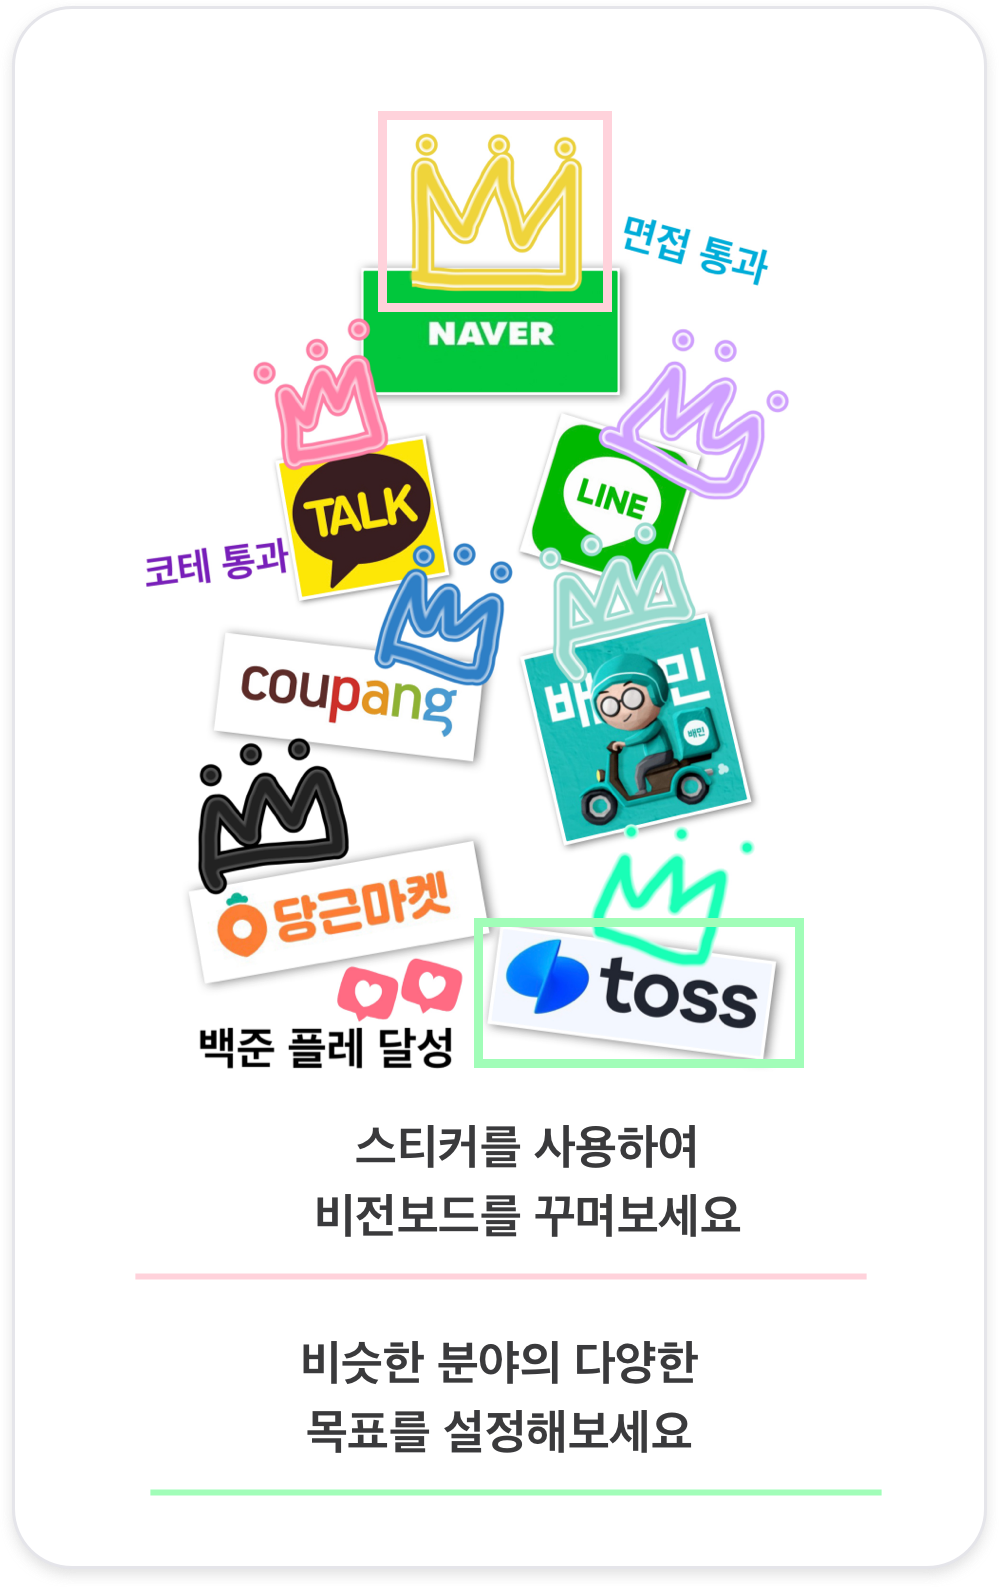 면접 통과
NAVER
TALK
LINE
코테 통과
coupang
배민
배민
당근마켓
toss
백준 플레 달성
스티커를 사용하여
비전보드를 꾸며보세요
비슷한 분야의 다양한
목표를 설정해보세요